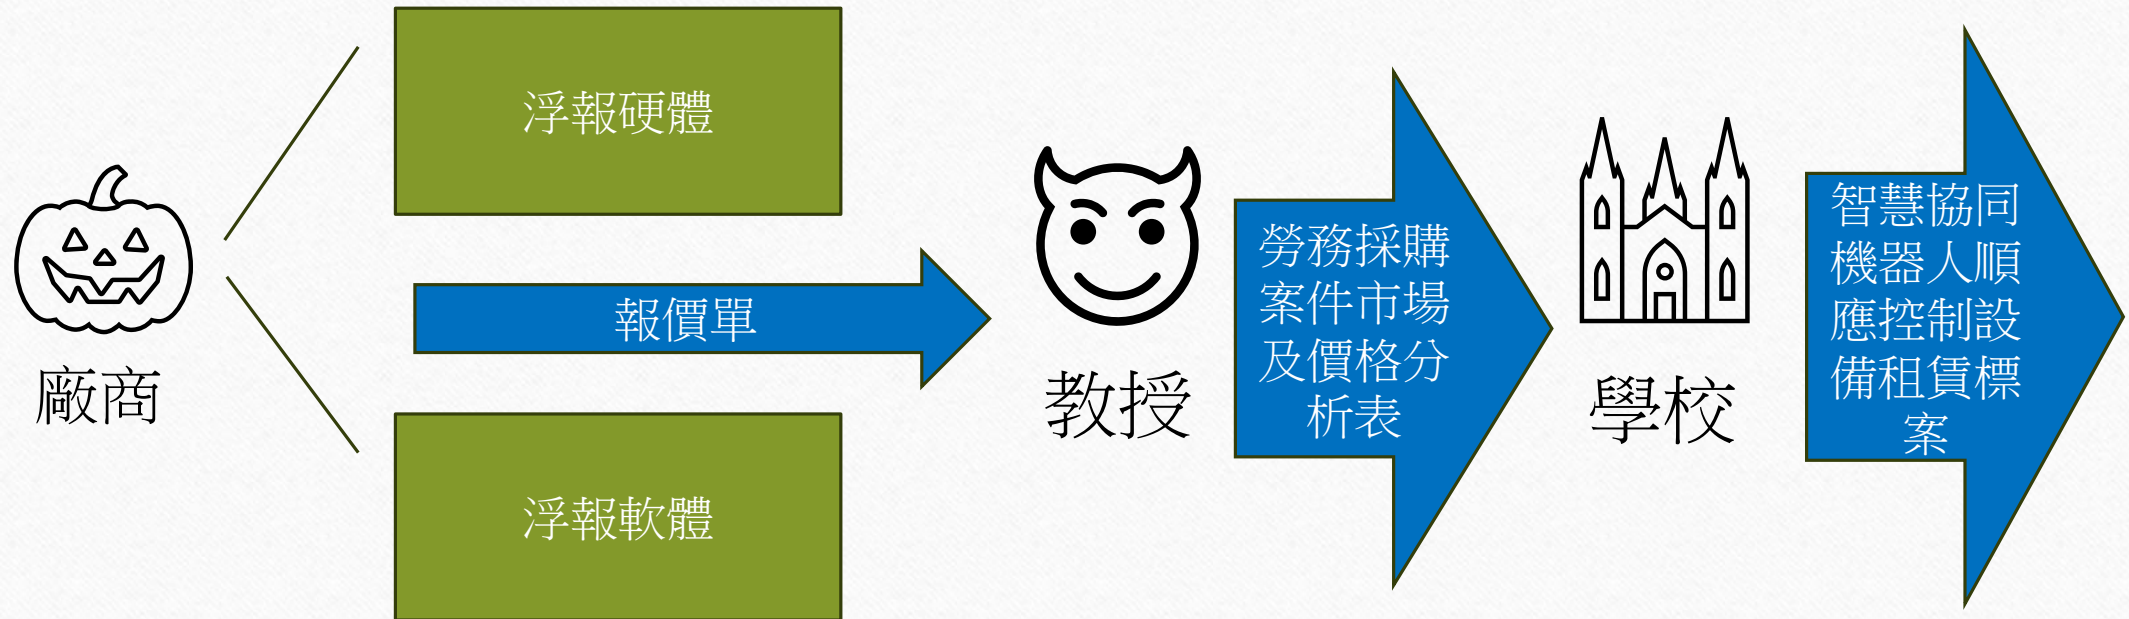 浮報硬體
廠商
報價單
浮報軟體
教授
勞務採購
案件市場
及價格分
析表
學校
智慧協同
機器人順
應控制設
備租賃標
案